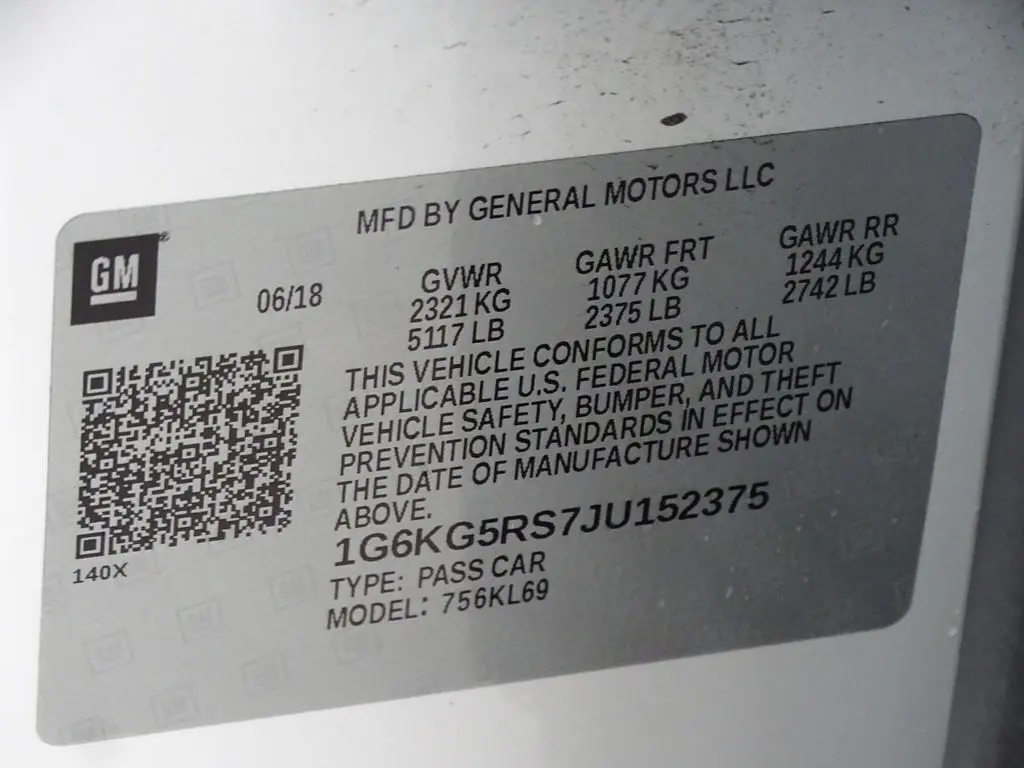 MFD BY GENERAL MOTORS LLC
GM
06/18
GVWR
2321 KG
5117 LB
GAWR FRT
1077 KG
2375 LB
GAWR RR
1244 KG
2742 LB
THIS VEHICLE CONFORMS TO ALL
APPLICABLE U.S. FEDERAL MOTOR
VEHICLE SAFETY, BUMPER, AND THEFT
PREVENTION STANDARDS IN EFFECT ON
THE DATE OF MANUFACTURE SHOWN
ABOVE.
1G6KG5RS7JU152375
TYPE: PASS CAR
MODEL: 756KL69
140X